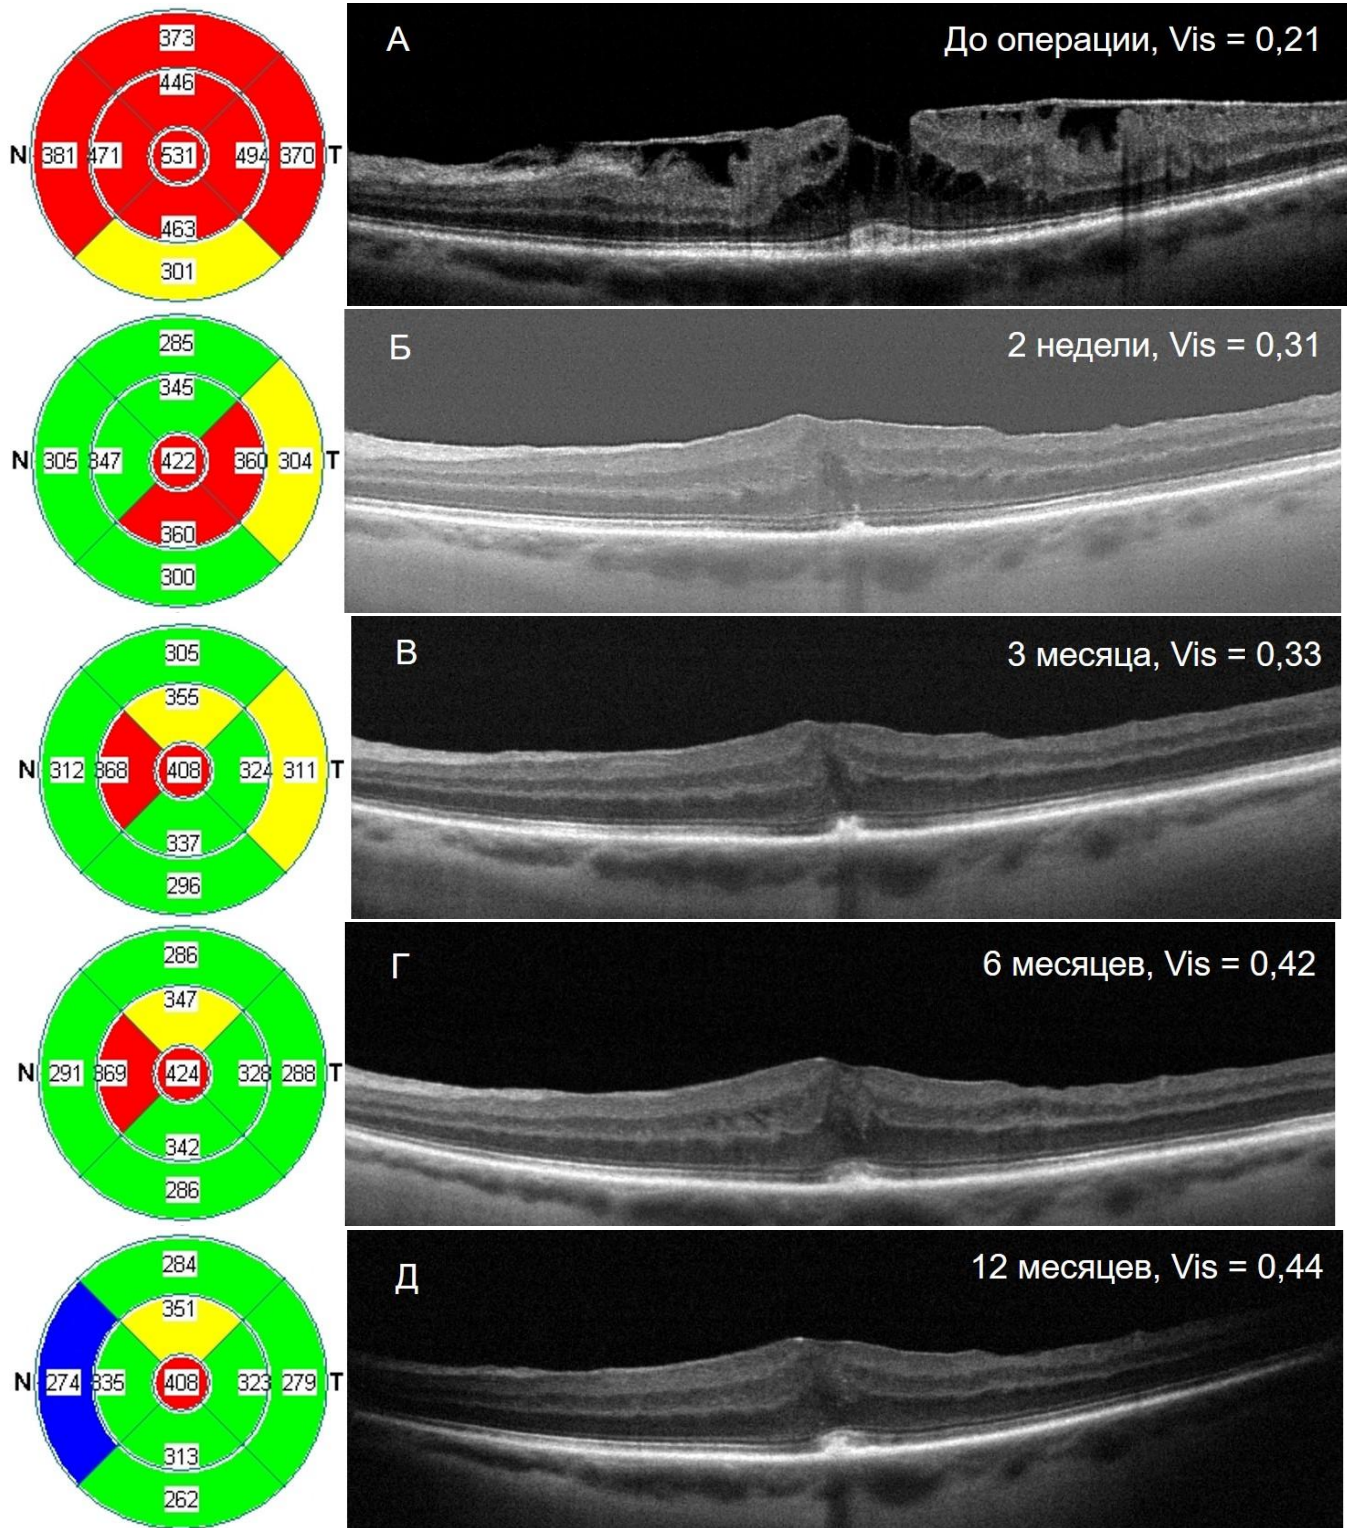 373
446
N 381 471 531 494 370 T
463
301
А
До операции, Vis = 0,21
285
345
N 305 347 422 360 304 T
360
300
Б
2 недели, Vis = 0,31
305
355
N 312 368 408 324 311 T
337
296
В
3 месяца, Vis = 0,33
286
347
N 291 369 424 328 288 T
342
286
Г
6 месяцев, Vis = 0,42
284
351
N 274 335 408 323 279 T
313
262
Д
12 месяцев, Vis = 0,44